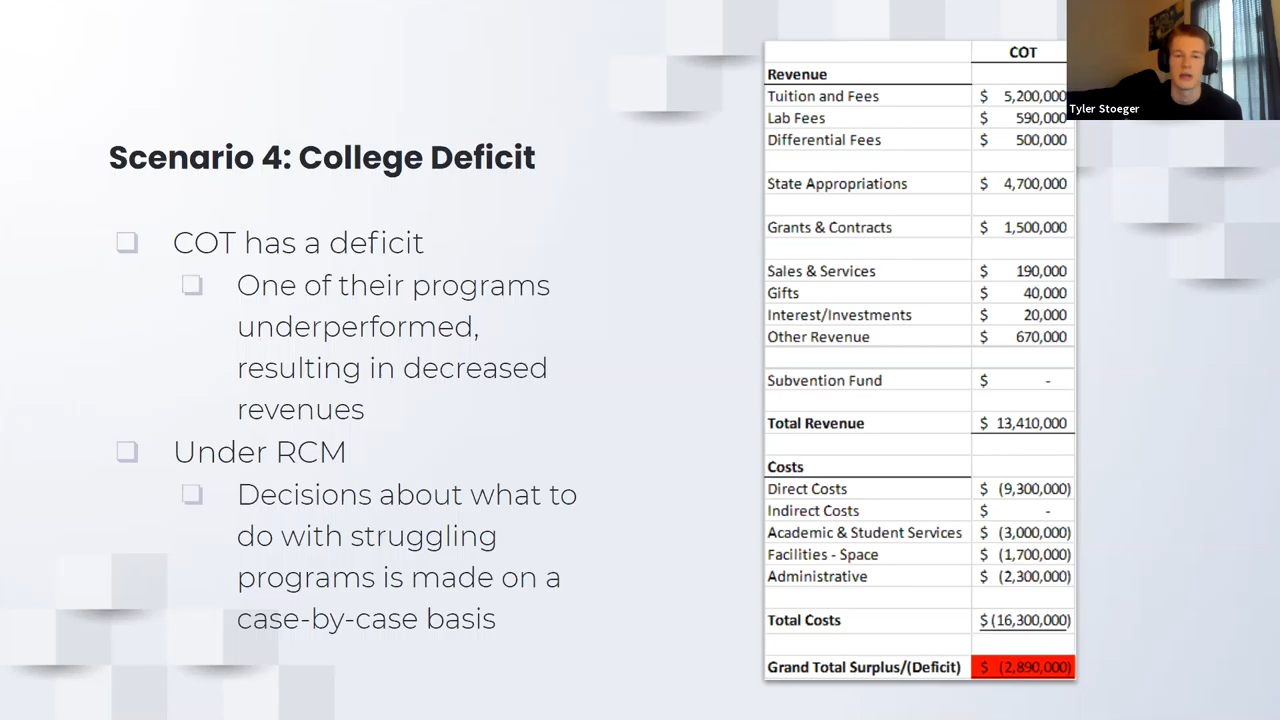 Scenario 4: College Deficit
❏ COT has a deficit
❏ One of their programs
underperformed,
resulting in decreased
revenues
❏ Under RCM
❏ Decisions about what to
do with struggling
programs is made on a
case-by-case basis
COT
Revenue
Tuition and Fees $ 5,200,000
Lab Fees $ 590,000
Differential Fees $ 500,000
State Appropriations $ 4,700,000
Grants & Contracts $ 1,500,000
Sales & Services $ 190,000
Gifts $ 40,000
Interest/Investments $ 20,000
Other Revenue $ 670,000
Subvention Fund $ -
Total Revenue $ 13,410,000
Costs
Direct Costs $ (9,300,000)
Indirect Costs $ -
Academic & Student Services $ (3,000,000)
Facilities - Space $ (1,700,000)
Administrative $ (2,300,000)
Total Costs $ (16,300,000)
Grand Total Surplus/(Deficit) $ (2,890,000)
Tyler Stoeger